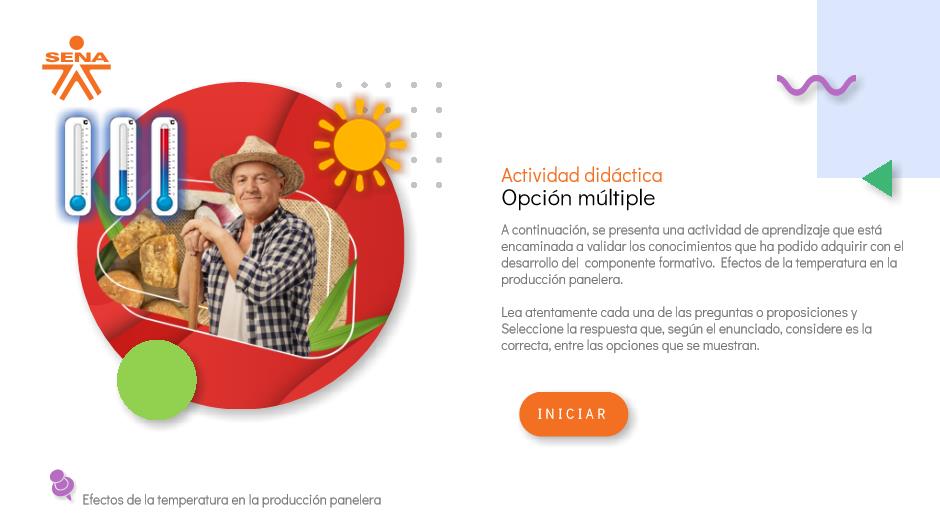 SENA
Actividad didáctica
Opción múltiple
A continuación, se presenta una actividad de aprendizaje que está
encaminada a validar los conocimientos que ha podido adquirir con el
desarrollo del componente formativo. Efectos de la temperatura en la
producción panelera.
Lea atentamente cada una de las preguntas o proposiciones y
Seleccione la respuesta que, según el enunciado, considere es la
correcta, entre las opciones que se muestran.
INICIAR
Efectos de la temperatura en la producción panelera